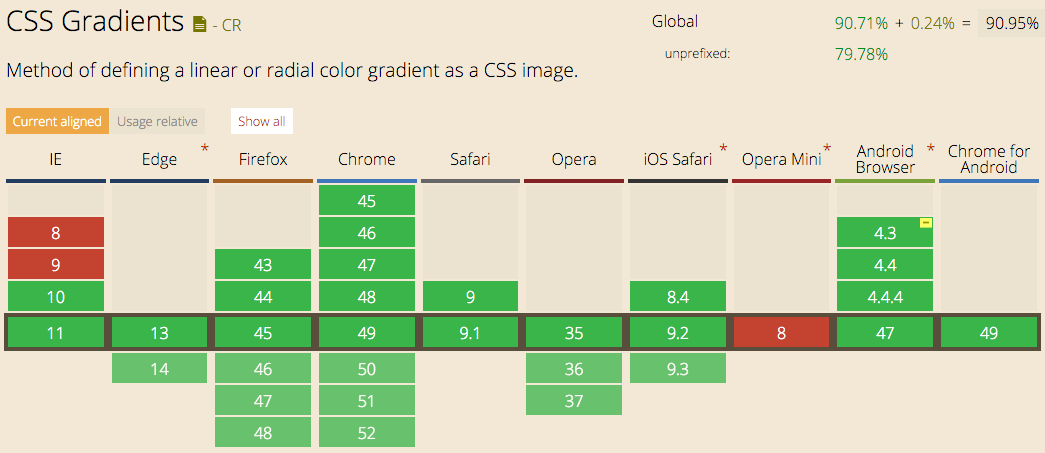 CSS Gradients - CR
Global 90.71% + 0.24% = 90.95%
unprefixed: 79.78%
Method of defining a linear or radial color gradient as a CSS image.
Current aligned Usage relative Show all
IE Edge * Firefox Chrome Safari Opera iOS Safari * Opera Mini * Android Browser * Chrome for Android
45
8 46 4.3 -
9 43 47 4.4
10 44 48 9 8.4 4.4.4
11 13 45 49 9.1 35 9.2 8 47 49
14 46 50 36 9.3
47 51 37
48 52